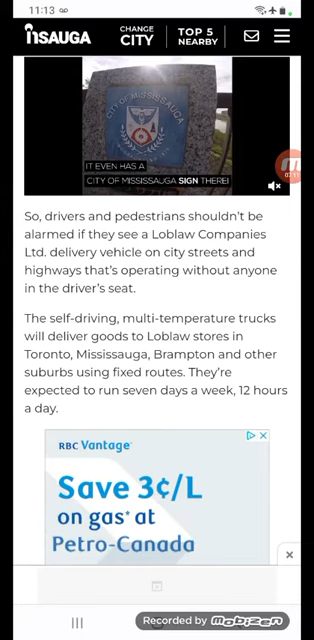 11:13
insauga
CHANGE
CITY
TOP 5
NEARBY
CITY OF MISSISSAUGA
IT EVEN HAS A
CITY OF MISSISSAUGA SIGN THERE!
So, drivers and pedestrians shouldn't be
alarmed if they see a Loblaw Companies
Ltd. delivery vehicle on city streets and
highways that's operating without anyone
in the driver's seat.
The self-driving, multi-temperature trucks
will deliver goods to Loblaw stores in
Toronto, Mississauga, Brampton and other
suburbs using fixed routes. They're
expected to run seven days a week, 12 hours
a day.
RBC Vantage
Save 3¢/L
on gas* at
Petro-Canada
Recorded by mobizen